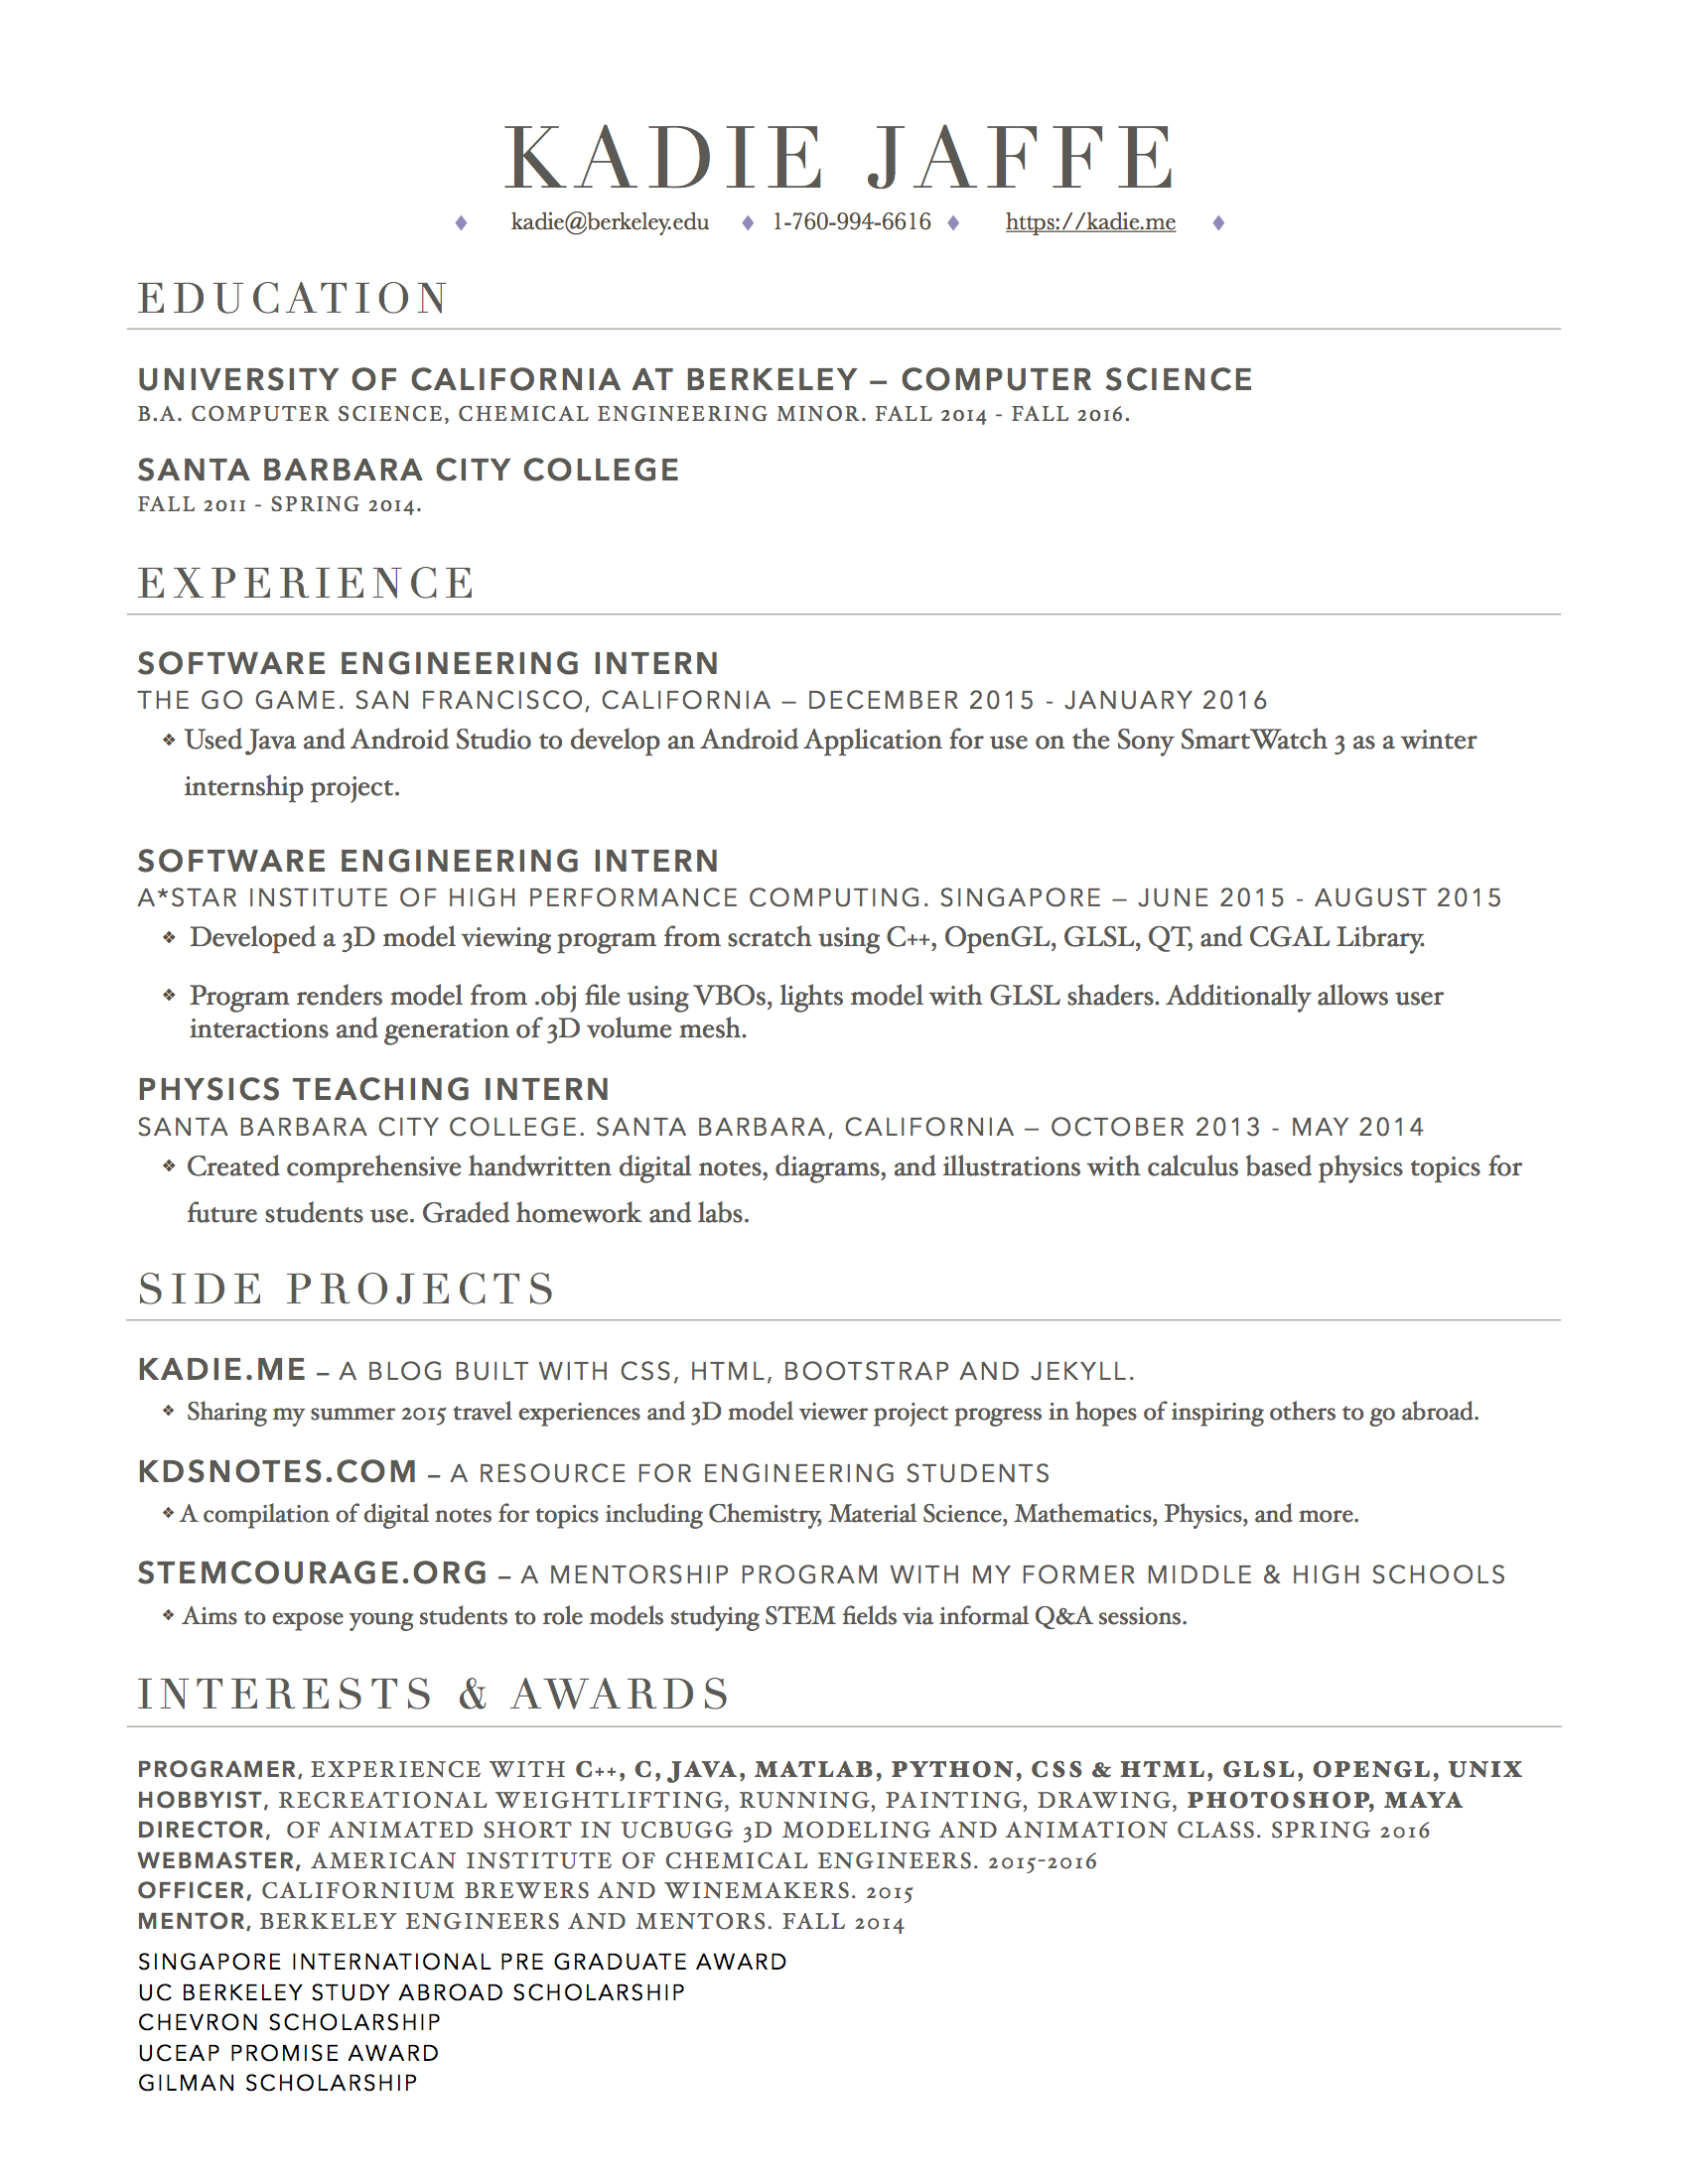 KADIE JAFFE
♦ kadie@berkeley.edu ♦ 1-760-994-6616 ♦ https://kadie.me ♦
EDUCATION
UNIVERSITY OF CALIFORNIA AT BERKELEY – COMPUTER SCIENCE
B.A. COMPUTER SCIENCE, CHEMICAL ENGINEERING MINOR. FALL 2014 - FALL 2016.
SANTA BARBARA CITY COLLEGE
FALL 2011 - SPRING 2014.
EXPERIENCE
SOFTWARE ENGINEERING INTERN
THE GO GAME. SAN FRANCISCO, CALIFORNIA – DECEMBER 2015 - JANUARY 2016
❖ Used Java and Android Studio to develop an Android Application for use on the Sony SmartWatch 3 as a winter
internship project.
SOFTWARE ENGINEERING INTERN
A*STAR INSTITUTE OF HIGH PERFORMANCE COMPUTING. SINGAPORE – JUNE 2015 - AUGUST 2015
❖ Developed a 3D model viewing program from scratch using C++, OpenGL, GLSL, QT, and CGAL Library.
❖ Program renders model from .obj file using VBOs, lights model with GLSL shaders. Additionally allows user
interactions and generation of 3D volume mesh.
PHYSICS TEACHING INTERN
SANTA BARBARA CITY COLLEGE. SANTA BARBARA, CALIFORNIA – OCTOBER 2013 - MAY 2014
❖ Created comprehensive handwritten digital notes, diagrams, and illustrations with calculus based physics topics for
future students use. Graded homework and labs.
SIDE PROJECTS
KADIE.ME – A BLOG BUILT WITH CSS, HTML, BOOTSTRAP AND JEKYLL.
❖ Sharing my summer 2015 travel experiences and 3D model viewer project progress in hopes of inspiring others to go abroad.
KDSNOTES.COM – A RESOURCE FOR ENGINEERING STUDENTS
❖ A compilation of digital notes for topics including Chemistry, Material Science, Mathematics, Physics, and more.
STEMCOURAGE.ORG – A MENTORSHIP PROGRAM WITH MY FORMER MIDDLE & HIGH SCHOOLS
❖ Aims to expose young students to role models studying STEM fields via informal Q&A sessions.
INTERESTS & AWARDS
PROGRAMER, EXPERIENCE WITH C++, C, JAVA, MATLAB, PYTHON, CSS & HTML, GLSL, OPENGL, UNIX
HOBBYIST, RECREATIONAL WEIGHTLIFTING, RUNNING, PAINTING, DRAWING, PHOTOSHOP, MAYA
DIRECTOR, OF ANIMATED SHORT IN UCBUGG 3D MODELING AND ANIMATION CLASS. SPRING 2016
WEBMASTER, AMERICAN INSTITUTE OF CHEMICAL ENGINEERS. 2015-2016
OFFICER, CALIFORNIUM BREWERS AND WINEMAKERS. 2015
MENTOR, BERKELEY ENGINEERS AND MENTORS. FALL 2014
SINGAPORE INTERNATIONAL PRE GRADUATE AWARD
UC BERKELEY STUDY ABROAD SCHOLARSHIP
CHEVRON SCHOLARSHIP
UCEAP PROMISE AWARD
GILMAN SCHOLARSHIP